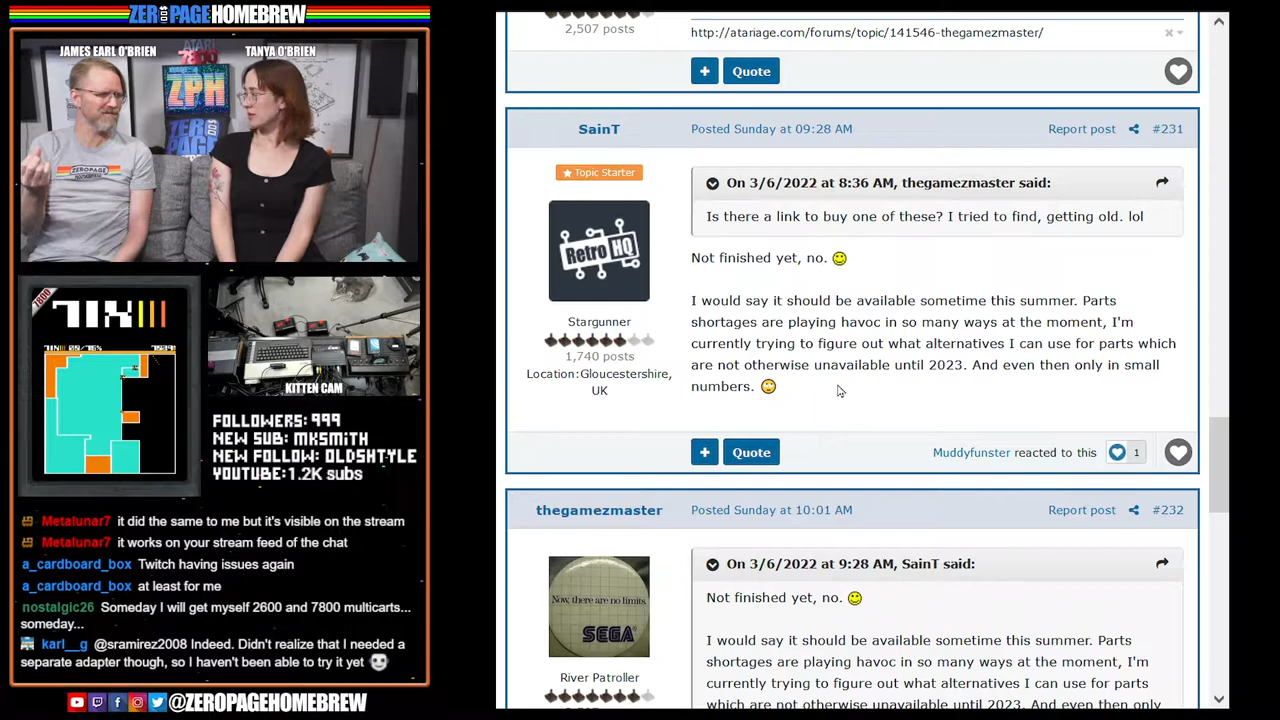 ZERO PAGE HOMEBREW
JAMES EARL O'BRIEN
TANYA O'BRIEN
ATARI
7800
ZPH
ZERO
PAGE
ZEROPAGE
HOMEBREW
7800
7IX III
KITTEN CAM
FOLLOWERS: 999
NEW SUB: MKSMITH
NEW FOLLOW: OLDSHTYLE
YOUTUBE: 1.2K subs
Metalunar7 it did the same to me but it's visible on the stream
Metalunar7 it works on your stream feed of the chat
a_cardboard_box Twitch having issues again
a_cardboard_box at least for me
nostalgic26 Someday I will get myself 2600 and 7800 multicarts...
someday...
karl__g @sramirez2008 Indeed. Didn't realize that I needed a
separate adapter though, so I haven't been able to try it yet
@ZEROPAGEHOMEBREW
2,507 posts
http://atariage.com/forums/topic/141546-thegamezmaster/
+ Quote
SainT
Posted Sunday at 09:28 AM
Report post
#231
Topic Starter
Retro HQ
Stargunner
1,740 posts
Location:Gloucestershire,
UK
On 3/6/2022 at 8:36 AM, thegamezmaster said:
Is there a link to buy one of these? I tried to find, getting old. lol
Not finished yet, no.
I would say it should be available sometime this summer. Parts
shortages are playing havoc in so many ways at the moment, I'm
currently trying to figure out what alternatives I can use for parts which
are not otherwise unavailable until 2023. And even then only in small
numbers.
+ Quote
Muddyfunster reacted to this
1
thegamezmaster
Posted Sunday at 10:01 AM
Report post
#232
Now, there are no limits.
SEGA
River Patroller
On 3/6/2022 at 9:28 AM, SainT said:
Not finished yet, no.
I would say it should be available sometime this summer. Parts
shortages are playing havoc in so many ways at the moment, I'm
currently trying to figure out what alternatives I can use for parts
which are not otherwise unavailable until 2023. And even then only